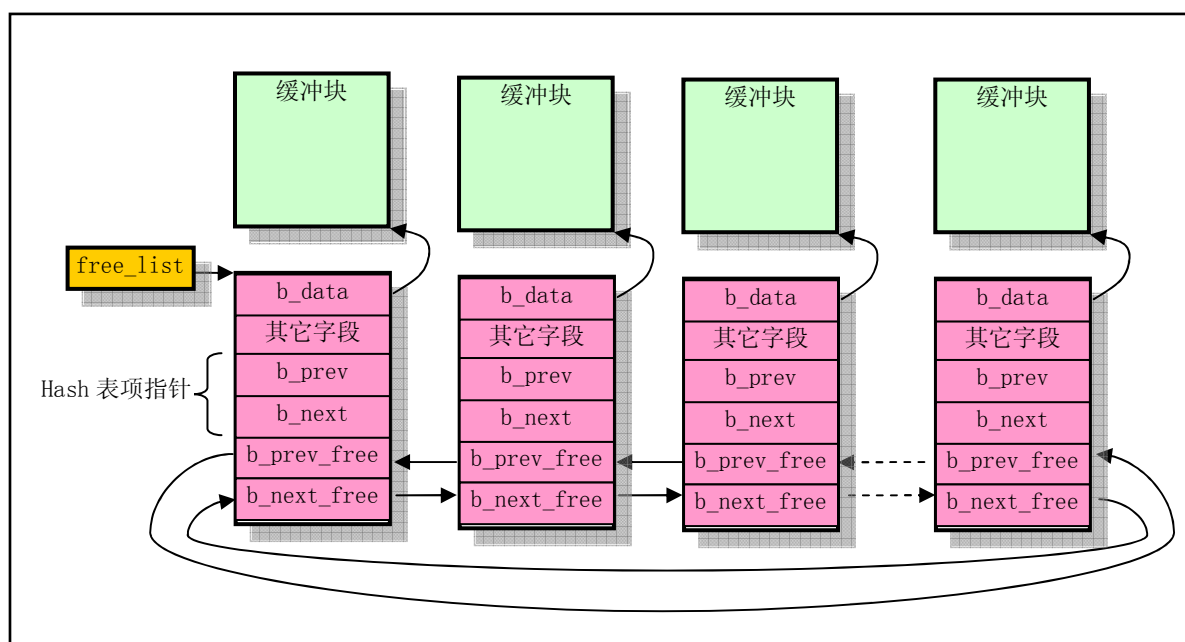 缓冲块
缓冲块
缓冲块
缓冲块
free_list
b_data
其它字段
b_prev
b_next
b_prev_free
b_next_free
b_data
其它字段
b_prev
b_next
b_prev_free
b_next_free
b_data
其它字段
b_prev
b_next
b_prev_free
b_next_free
b_data
其它字段
b_prev
b_next
b_prev_free
b_next_free
Hash 表项指针